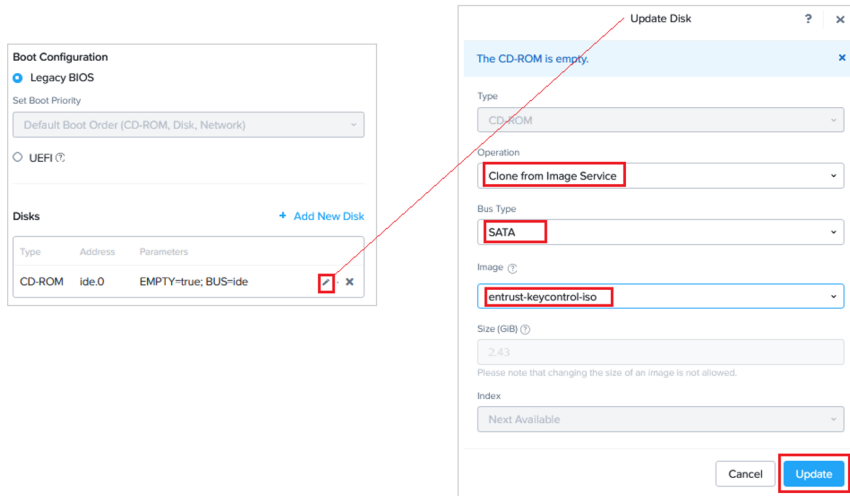 Boot Configuration
Legacy BIOS
Set Boot Priority
Default Boot Order (CD-ROM, Disk, Network)
UEFI
Disks
+ Add New Disk
Type Address Parameters
CD-ROM ide.0 EMPTY=true; BUS=ide
Update Disk
The CD-ROM is empty.
Type
CD-ROM
Operation
Clone from Image Service
Bus Type
SATA
Image
entrust-keycontrol-iso
Size (GiB)
2.43
Please note that changing the size of an image is not allowed.
Index
Next Available
Cancel Update